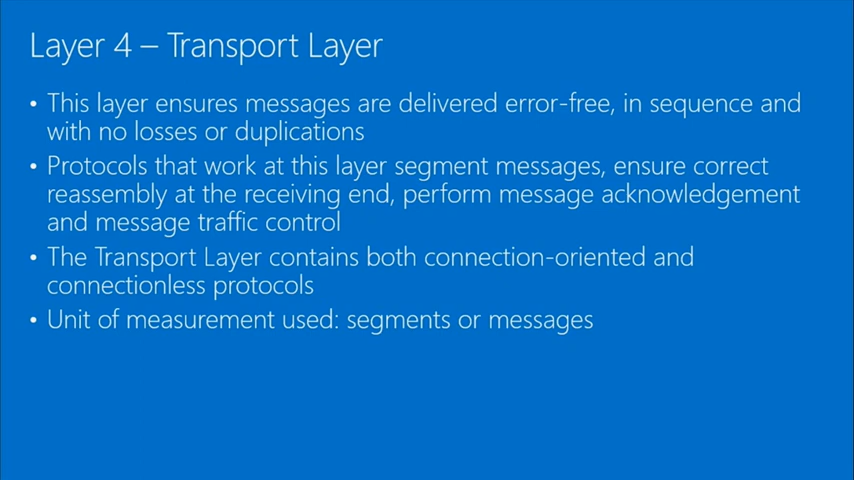 Layer 4 – Transport Layer
• This layer ensures messages are delivered error-free, in sequence and
with no losses or duplications
• Protocols that work at this layer segment messages, ensure correct
reassembly at the receiving end, perform message acknowledgement
and message traffic control
• The Transport Layer contains both connection-oriented and
connectionless protocols
• Unit of measurement used: segments or messages